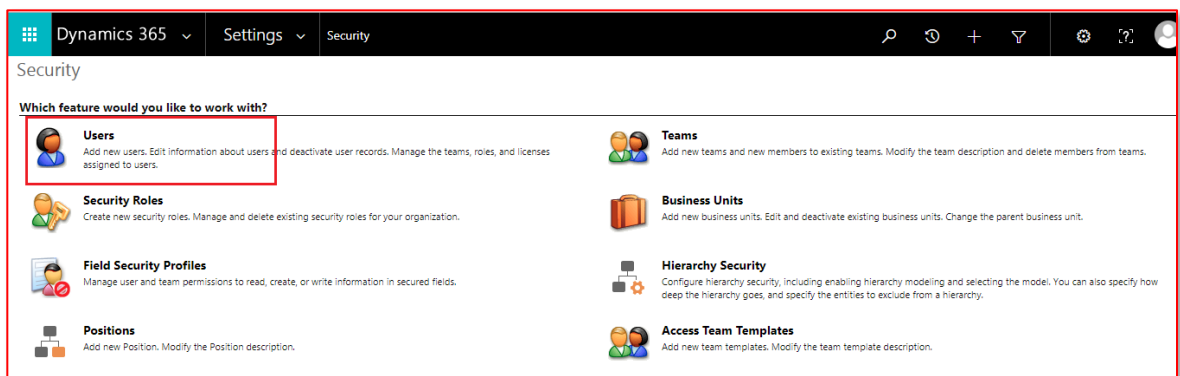 Dynamics 365 Settings Security
Security
Which feature would you like to work with?
Users
Add new users. Edit information about users and deactivate user records. Manage the teams, roles, and licenses
assigned to users.
Teams
Add new teams and new members to existing teams. Modify the team description and delete members from teams.
Security Roles
Create new security roles. Manage and delete existing security roles for your organization.
Business Units
Add new business units. Edit and deactivate existing business units. Change the parent business unit.
Field Security Profiles
Manage user and team permissions to read, create, or write information in secured fields.
Hierarchy Security
Configure hierarchy security, including enabling hierarchy modeling and selecting the model. You can also specify how
deep the hierarchy goes, and specify the entities to exclude from a hierarchy.
Positions
Add new Position. Modify the Position description.
Access Team Templates
Add new team templates. Modify the team template description.